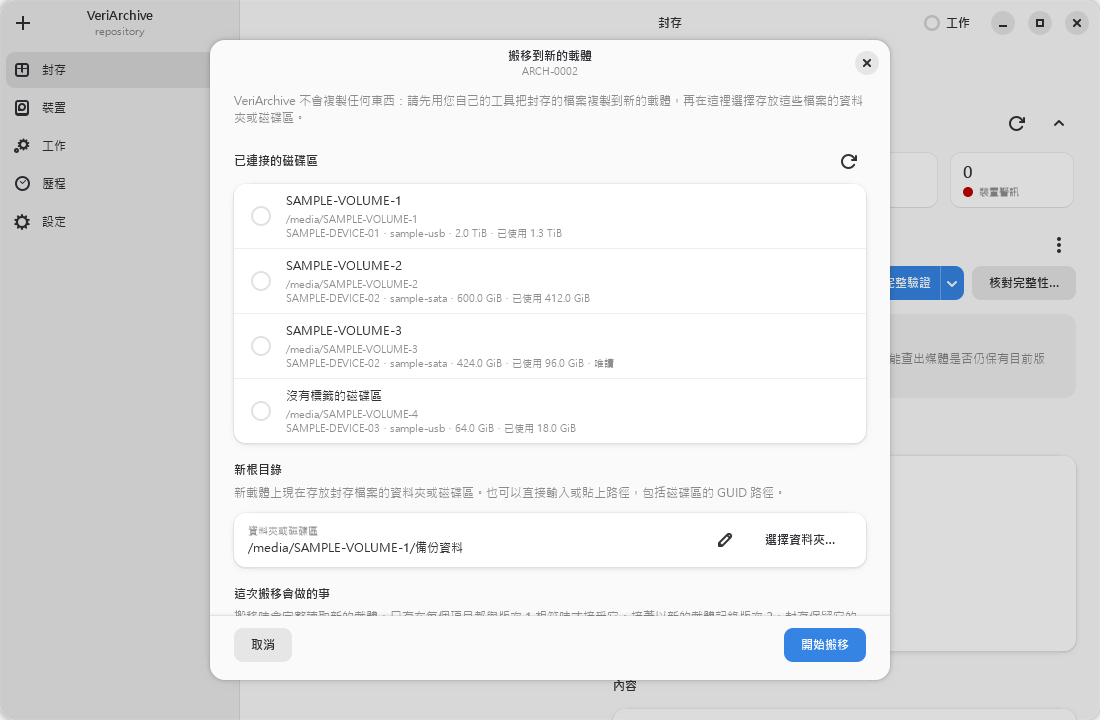 VeriArchive
repository
封存
裝置
工作
歷程
設定
封存
工作
0
裝置警訊
完整驗證
核對完整性...
能查出媒體是否仍保有目前版
內容
搬移到新的載體
ARCH-0002
VeriArchive 不會複製任何東西：請先用您自己的工具把封存的檔案複製到新的載體，再在這裡選擇存放這些檔案的資料
夾或磁碟區。
已連接的磁碟區
SAMPLE-VOLUME-1
/media/SAMPLE-VOLUME-1
SAMPLE-DEVICE-01 · sample-usb · 2.0 TiB · 已使用 1.3 TiB
SAMPLE-VOLUME-2
/media/SAMPLE-VOLUME-2
SAMPLE-DEVICE-02 · sample-sata · 600.0 GiB · 已使用 412.0 GiB
SAMPLE-VOLUME-3
/media/SAMPLE-VOLUME-3
SAMPLE-DEVICE-02 · sample-sata · 424.0 GiB · 已使用 96.0 GiB · 唯讀
沒有標籤的磁碟區
/media/SAMPLE-VOLUME-4
SAMPLE-DEVICE-03 · sample-usb · 64.0 GiB · 已使用 18.0 GiB
新根目錄
新載體上現在存放封存檔案的資料夾或磁碟區。也可以直接輸入或貼上路徑，包括磁碟區的 GUID 路徑。
資料夾或磁碟區
/media/SAMPLE-VOLUME-1/備份資料
選擇資料夾...
這次搬移會做的事
取消
開始搬移